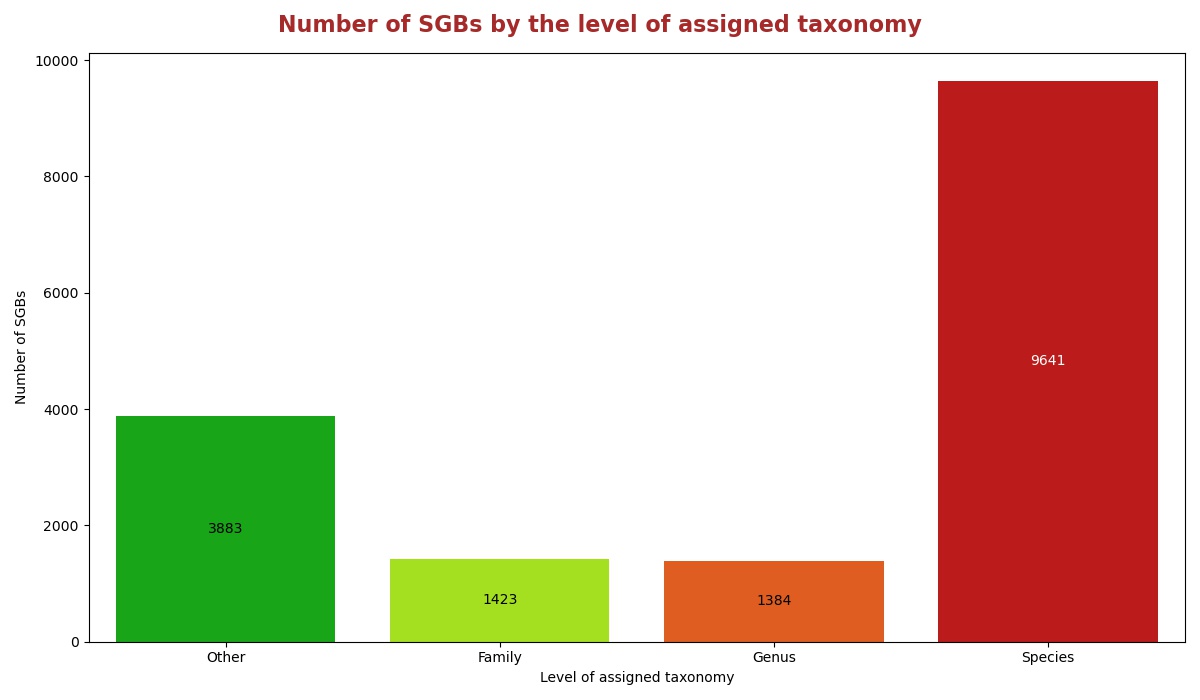 Number of SGBs by the level of assigned taxonomy
10000
8000
6000
4000
2000
0
Number of SGBs
3883
1423
1384
9641
Other Family Genus Species
Level of assigned taxonomy